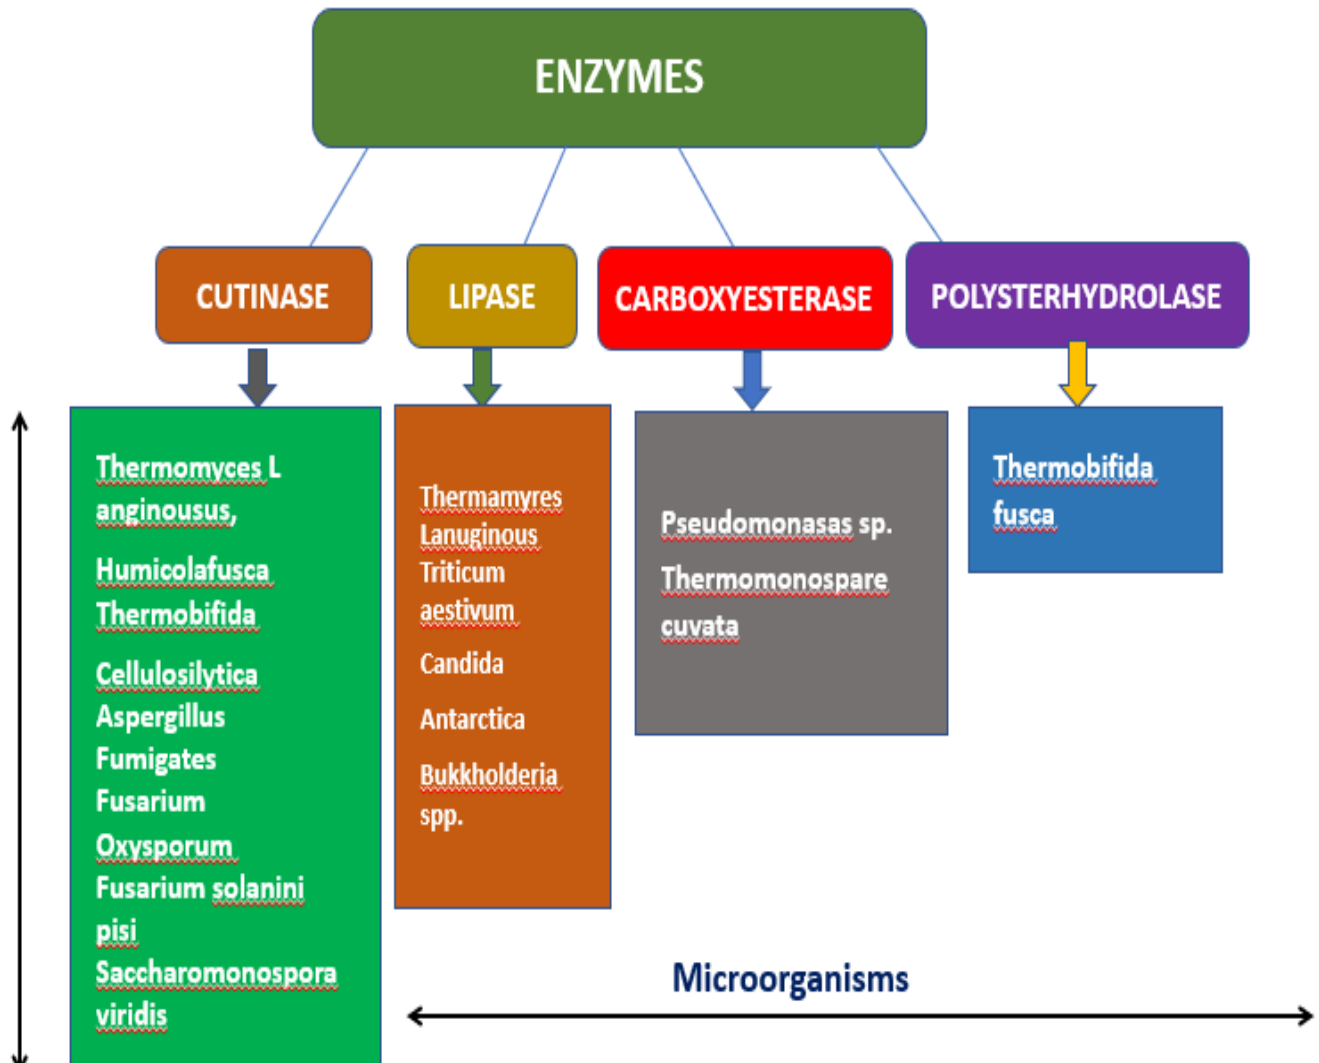 ENZYMES
CUTINASE
LIPASE
CARBOXYESTERASE
POLYSTERHYDROLASE
Thermomyces L
anginousus,
Humicolafusca
Thermobifida
Cellulosilytica
Aspergillus
Fumigates
Fusarium
Oxysporum
Fusarium solanini
pisi
Saccharomonospora
viridis
Thermamyres
Lanuginous
Triticum
aestivum
Candida
Antarctica
Bukkholderia
spp.
Pseudomonasas sp.
Thermomonospare
cuvata
Thermobifida
fusca
Microorganisms